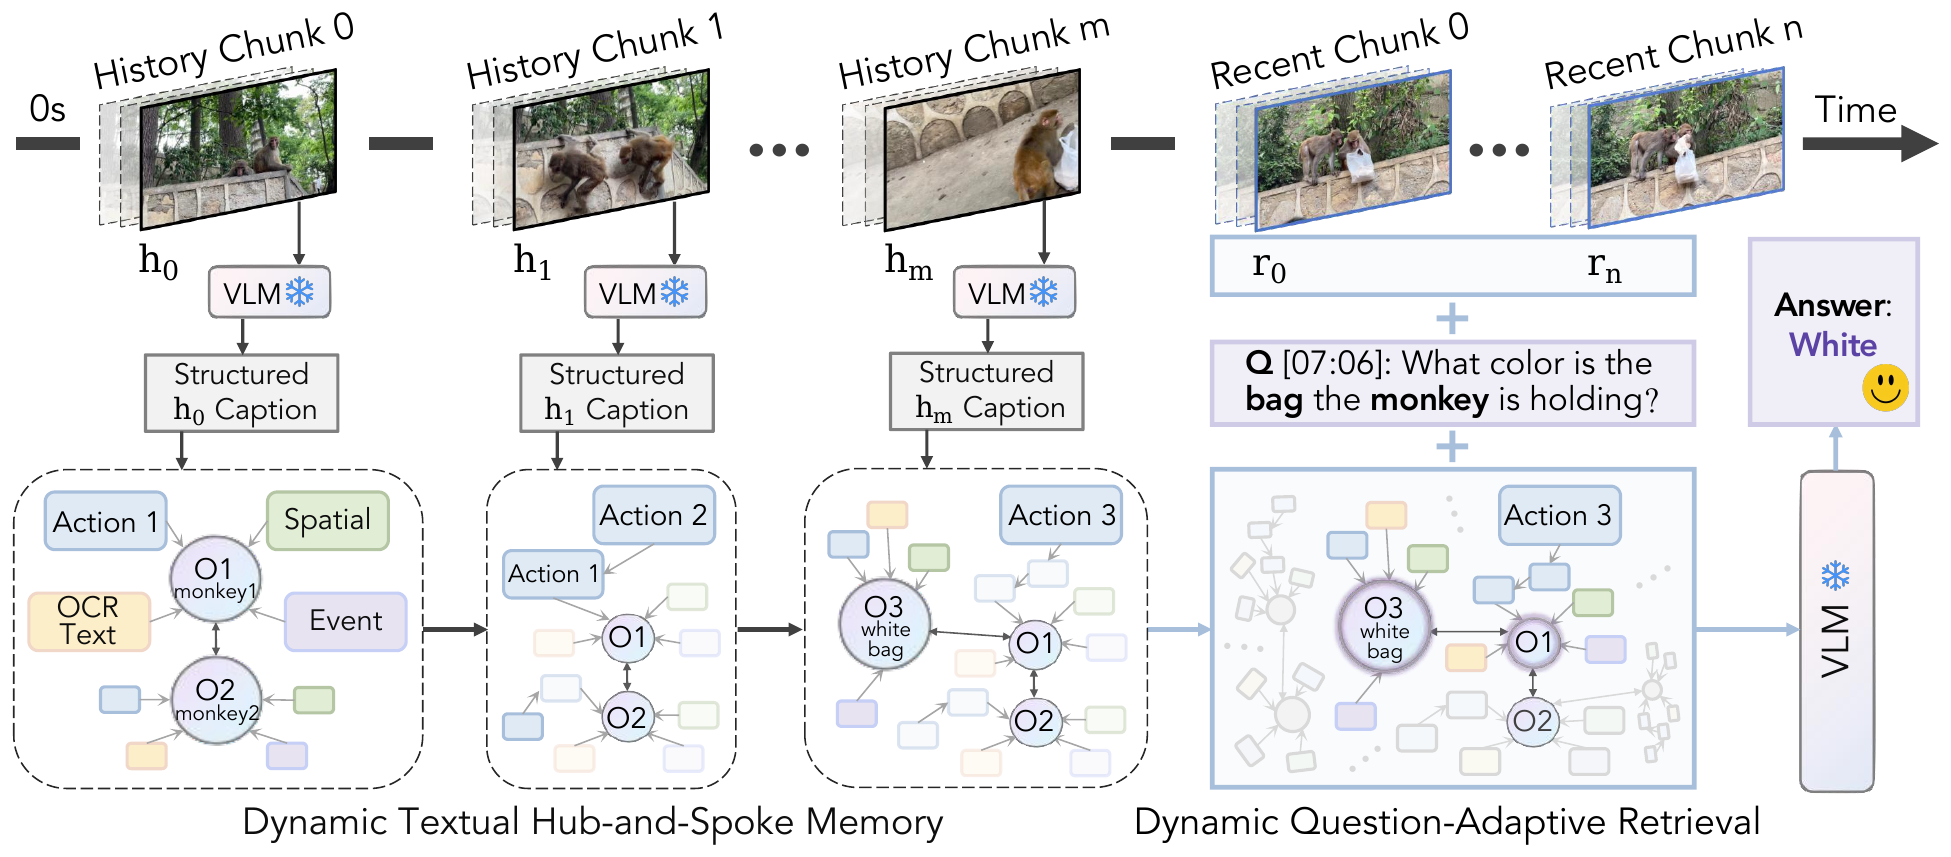 History Chunk 0
History Chunk 1
History Chunk m
Recent Chunk 0
Recent Chunk n
0s
Time
h0
h1
hm
r0
rn
VLM
VLM
VLM
Structured
h0 Caption
Structured
h1 Caption
Structured
hm Caption
Q [07:06]: What color is the
bag the monkey is holding?
Answer:
White
Action 1
Spatial
O1
monkey1
OCR
Text
Event
O2
monkey2
Action 2
Action 1
O1
O2
Action 3
O3
white
bag
O1
O2
Action 3
O3
white
bag
O1
O2
VLM
Dynamic Textual Hub-and-Spoke Memory
Dynamic Question-Adaptive Retrieval